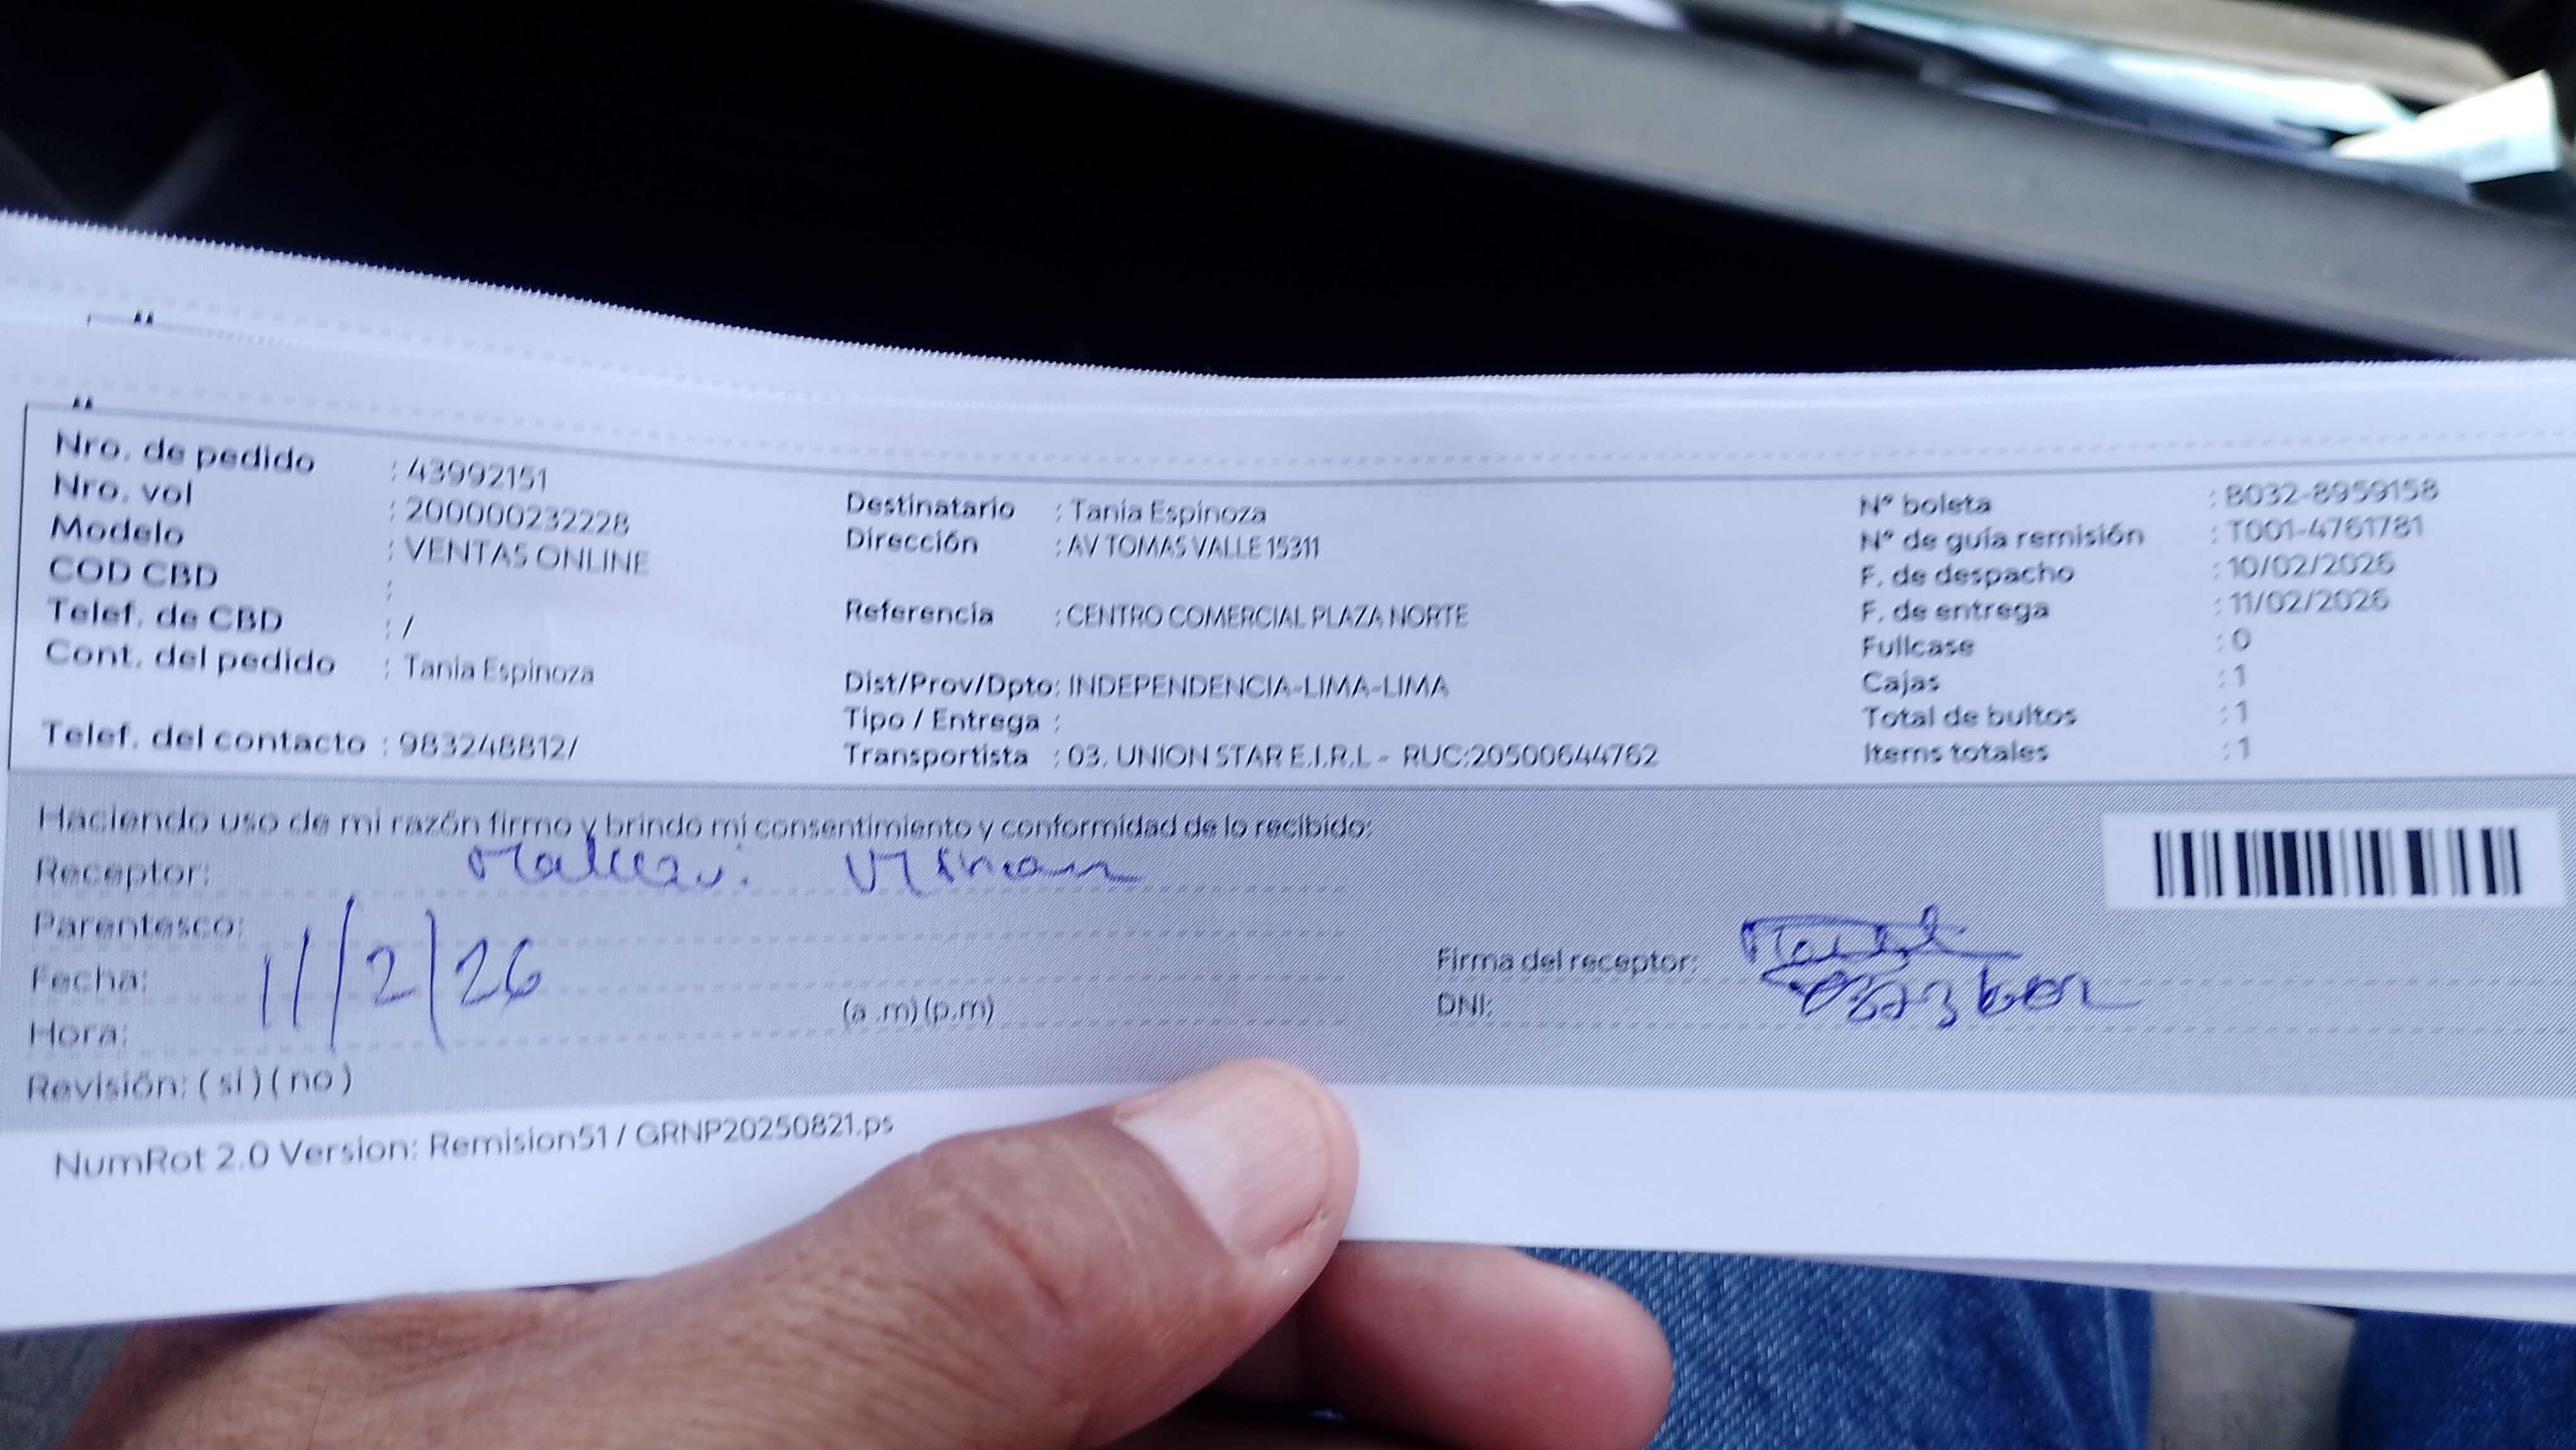 Nro. de pedido : 43992151
Nro. vol : 200000232228
Modelo : VENTAS ONLINE
COD CBD :
Telef. de CBD : /
Cont. del pedido : Tania Espinoza
Telef. del contacto : 983248812/
Destinatario : Tania Espinoza
Dirección : AV TOMAS VALLE 15311
Referencia : CENTRO COMERCIAL PLAZA NORTE
Dist/Prov/Dpto: INDEPENDENCIA-LIMA-LIMA
Tipo / Entrega :
Transportista : 03. UNION STAR E.I.R.L - RUC:20500644762
N° boleta : B032-8959158
N° de guía remisión : T001-4761781
F. de despacho : 10/02/2026
F. de entrega : 11/02/2026
Fullcase : 0
Cajas : 1
Total de bultos : 1
Items totales : 1
Haciendo uso de mi razón firmo y brindo mi consentimiento y conformidad de lo recibido:
Receptor:
Parentesco:
Fecha: 11/2/26
Hora: (a .m) (p.m)
Revisión: ( si ) ( no )
Firma del receptor:
DNI:
NumRot 2.0 Version: Remision51 / GRNP20250821.ps